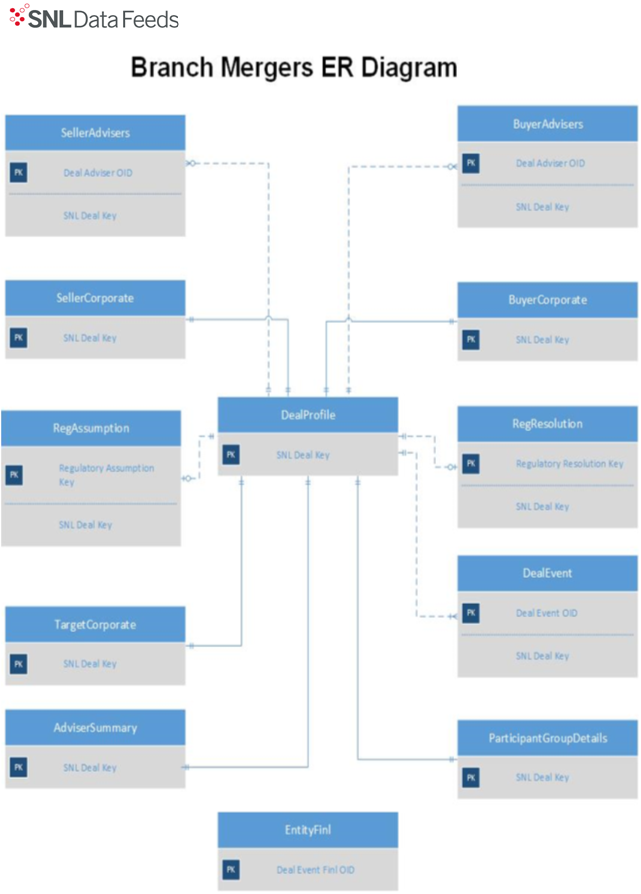 SNL Data Feeds
Branch Mergers ER Diagram
SellerAdvisers
PK Deal Adviser OID
SNL Deal Key
BuyerAdvisers
PK Deal Adviser OID
SNL Deal Key
SellerCorporate
PK SNL Deal Key
BuyerCorporate
PK SNL Deal Key
DealProfile
PK SNL Deal Key
RegAssumption
PK Regulatory Assumption
Key
SNL Deal Key
RegResolution
PK Regulatory Resolution Key
SNL Deal Key
DealEvent
PK Deal Event OID
SNL Deal Key
TargetCorporate
PK SNL Deal Key
AdviserSummary
PK SNL Deal Key
ParticipantGroupDetails
PK SNL Deal Key
EntityFinl
PK Deal Event Finl OID